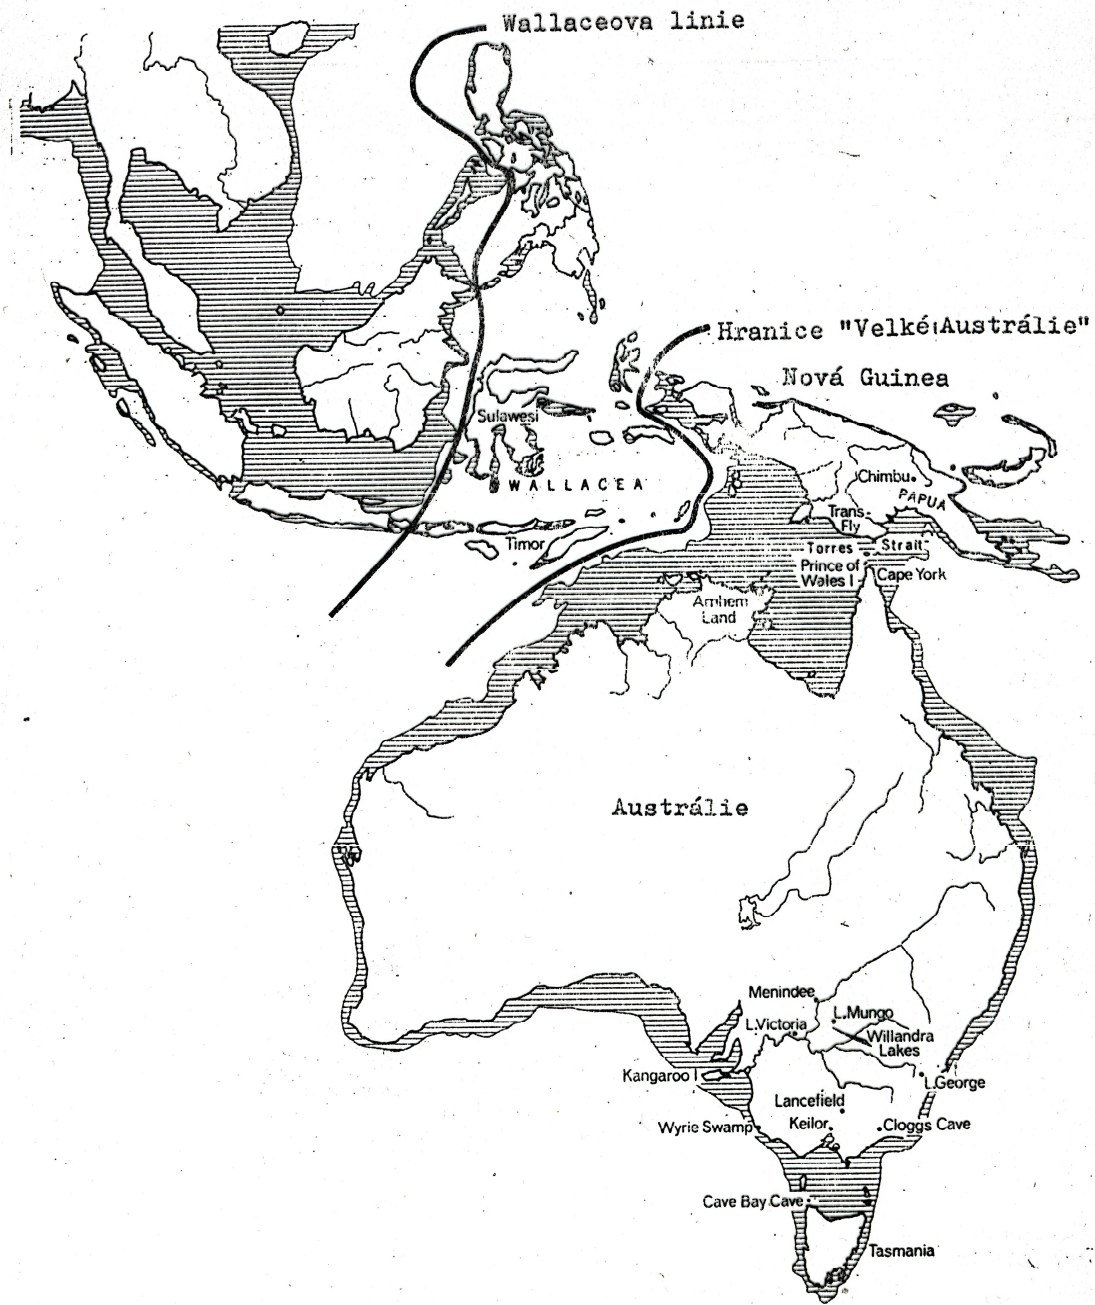 Wallaceova linie
Hranice "Velké Austrálie"
Nová Guinea
Sulawesi
WALLACEA
Chimbu
PAPUA
Trans-
Fly
Timor
Torres Strait
Prince of
Wales I
Cape York
Arnhem
Land
Austrálie
Menindee
L.Mungo
L.Victoria
Willandra
Lakes
Kangaroo I
L.George
Lancefield
Wyrie Swamp
Keilor
Cloggs Cave
Cave Bay Cave
Tasmania